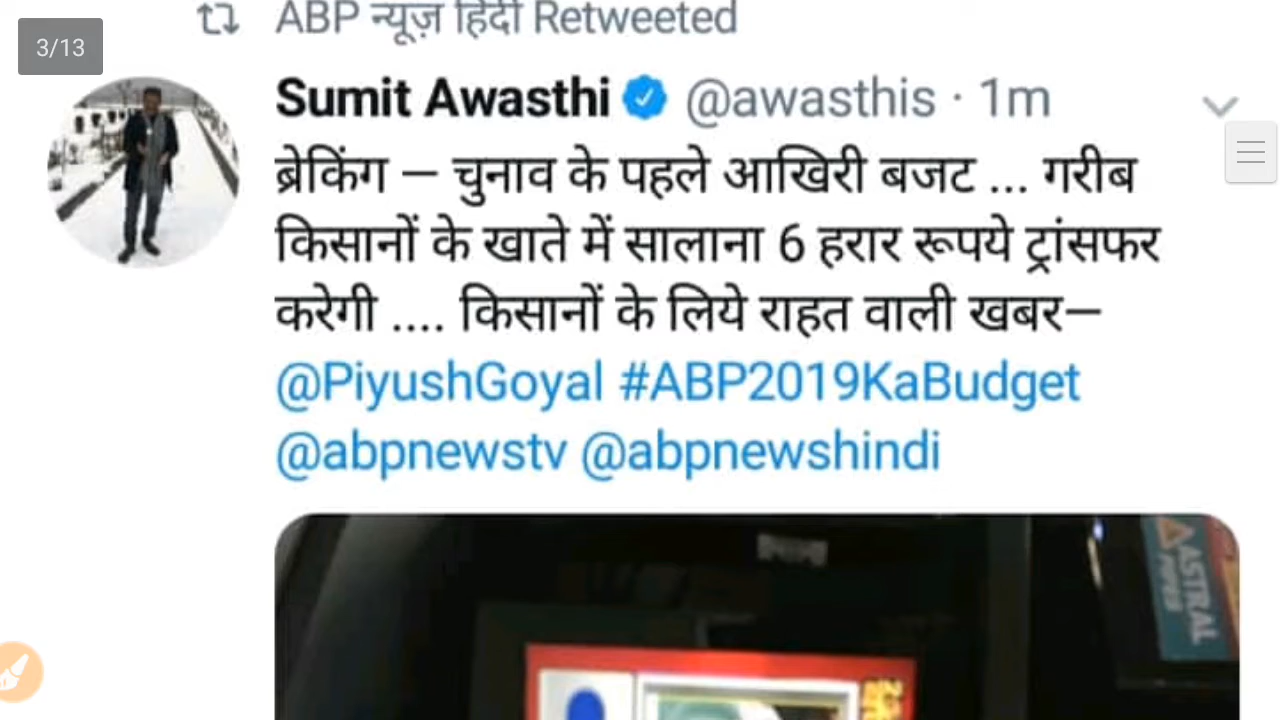 3/13
ABP न्यूज़ हिंदी Retweeted
Sumit Awasthi @awasthis · 1m
ब्रेकिंग — चुनाव के पहले आखिरी बजट ... गरीब
किसानों के खाते में सालाना 6 हरार रूपये ट्रांसफर
करेगी .... किसानों के लिये राहत वाली खबर—
@PiyushGoyal #ABP2019KaBudget
@abpnewstv @abpnewshindi
ASTRAL
PIPES